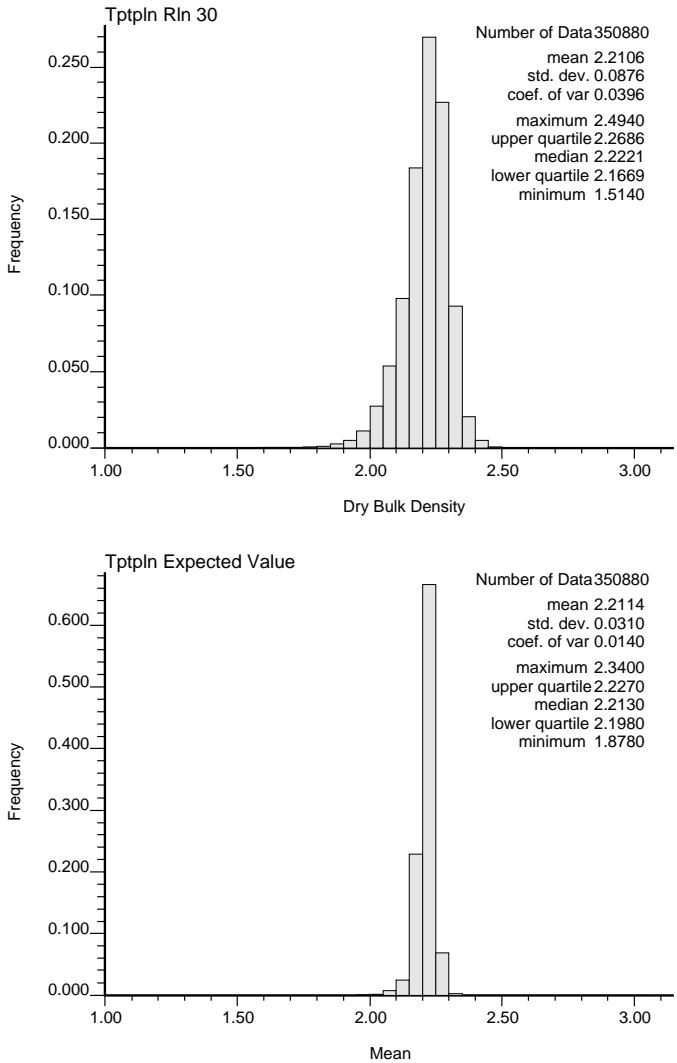 Tptpln Rln 30
Number of Data 350880
mean 2.2106
std. dev. 0.0876
coef. of var 0.0396
maximum 2.4940
upper quartile 2.2686
median 2.2221
lower quartile 2.1669
minimum 1.5140
Frequency
0.250
0.200
0.150
0.100
0.050
0.000
1.00 1.50 2.00 2.50 3.00
Dry Bulk Density
Tptpln Expected Value
Number of Data 350880
mean 2.2114
std. dev. 0.0310
coef. of var 0.0140
maximum 2.3400
upper quartile 2.2270
median 2.2130
lower quartile 2.1980
minimum 1.8780
Frequency
0.600
0.500
0.400
0.300
0.200
0.100
0.000
1.00 1.50 2.00 2.50 3.00
Mean